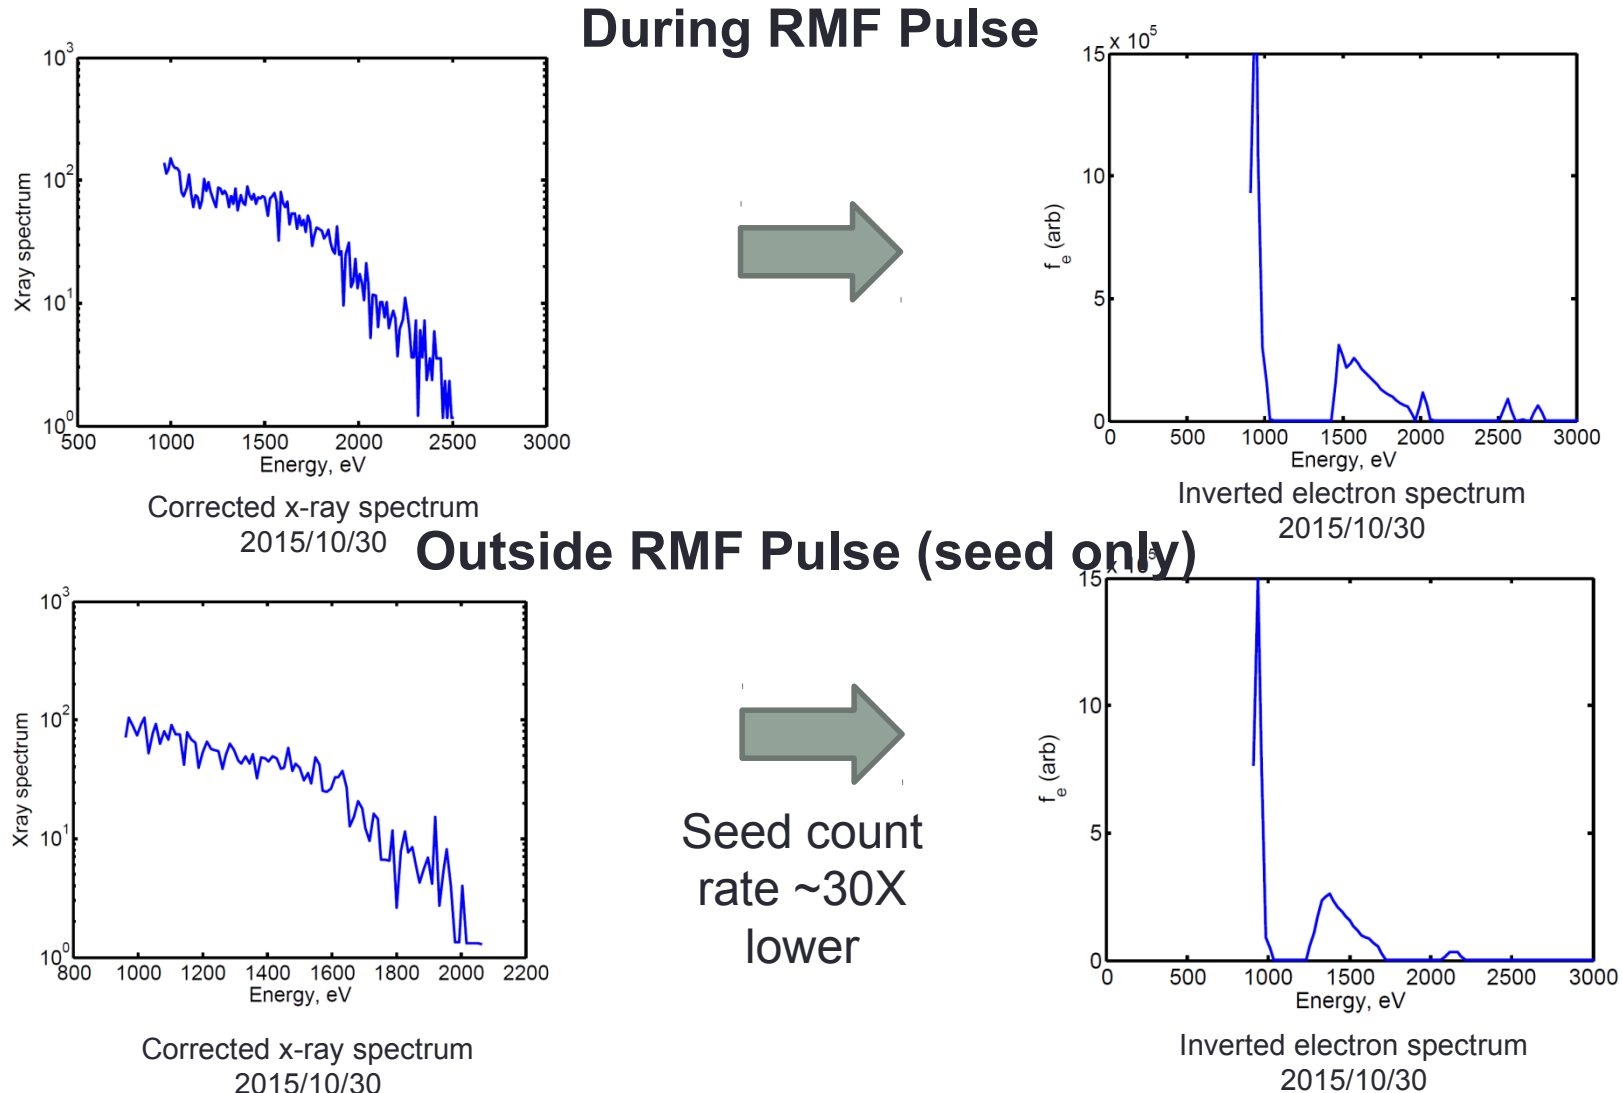 During RMF Pulse
10^3
10^2
10^1
10^0
Xray spectrum
500 1000 1500 2000 2500 3000
Energy, eV
Corrected x-ray spectrum
2015/10/30
x 10^5
15
10
5
0
f_e (arb)
0 500 1000 1500 2000 2500 3000
Energy, eV
Inverted electron spectrum
2015/10/30
Outside RMF Pulse (seed only)
10^3
10^2
10^1
10^0
Xray spectrum
800 1000 1200 1400 1600 1800 2000 2200
Energy, eV
Corrected x-ray spectrum
2015/10/30
Seed count
rate ~30X
lower
x 10^5
15
10
5
0
f_e (arb)
0 500 1000 1500 2000 2500 3000
Energy, eV
Inverted electron spectrum
2015/10/30